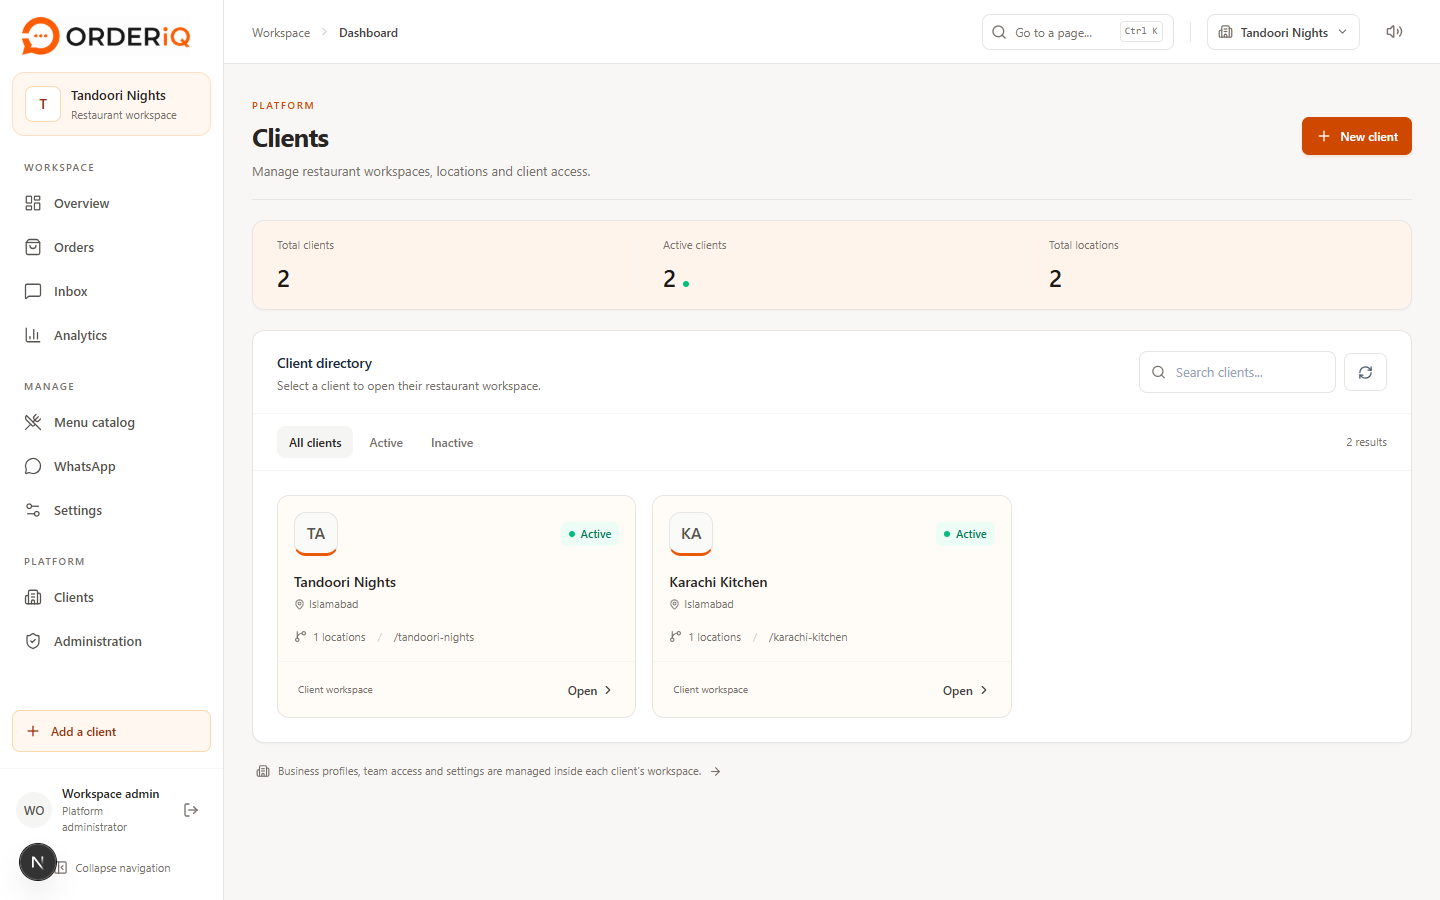 ORDERiQ
T
Tandoori Nights
Restaurant workspace
WORKSPACE
Overview
Orders
Inbox
Analytics
MANAGE
Menu catalog
WhatsApp
Settings
PLATFORM
Clients
Administration
Add a client
WO
Workspace admin
Platform
administrator
N
Collapse navigation
Workspace
Dashboard
Go to a page...
Ctrl K
Tandoori Nights
PLATFORM
Clients
New client
Manage restaurant workspaces, locations and client access.
Total clients
2
Active clients
2
Total locations
2
Client directory
Select a client to open their restaurant workspace.
Search clients...
All clients
Active
Inactive
2 results
TA
Active
Tandoori Nights
Islamabad
1 locations / /tandoori-nights
Client workspace
Open
KA
Active
Karachi Kitchen
Islamabad
1 locations / /karachi-kitchen
Client workspace
Open
Business profiles, team access and settings are managed inside each client's workspace.